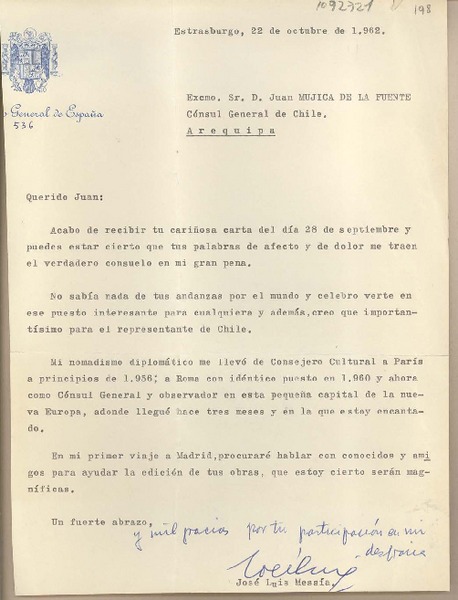 1092721
198
Estrasburgo, 22 de octubre de 1.962.
General de España
536
Excmo. Sr. D. Juan MUJICA DE LA FUENTE
Cónsul General de Chile.
Arequipa
Querido Juan:
Acabo de recibir tu cariñosa carta del día 28 de septiembre y
puedes estar cierto que tus palabras de afecto y de dolor me traen
el verdadero consuelo en mi gran pena.
No sabía nada de tus andanzas por el mundo y celebro verte en
ese puesto interesante para cualquiera y además,creo que importan-
tísimo para el representante de Chile.
Mi nomadismo diplomático me llevó de Consejero Cultural a París
a principios de 1.956; a Roma con idéntico puesto en 1.960 y ahora
como Cónsul General y observador en esta pequeña capital de la nue-
va Europa, adonde llegué hace tres meses y en la que estoy encanta-
do.
En mi primer viaje a Madrid,procuraré hablar con conocidos y ami
gos para ayudar la edición de tus obras, que estoy cierto serán mag-
níficas.
Un fuerte abrazo,
y mil gracias por tu participación en mi
desgracia
José Luis
José Luis Messía.